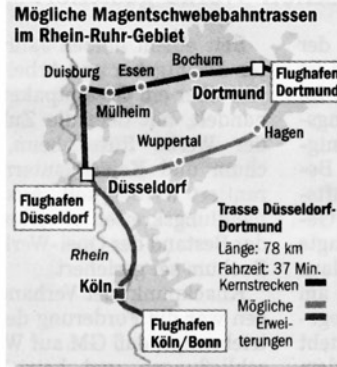 Mögliche Magentschwebebahntrassen
im Rhein-Ruhr-Gebiet
Bochum
Essen
Duisburg
Mülheim
Dortmund
Flughafen
Dortmund
Wuppertal
Hagen
Düsseldorf
Flughafen
Düsseldorf
Rhein
Köln
Flughafen
Köln/Bonn
Trasse Düsseldorf-
Dortmund
Länge: 78 km
Fahrzeit: 37 Min.
Kernstrecken
Mögliche
Erwei-
terungen